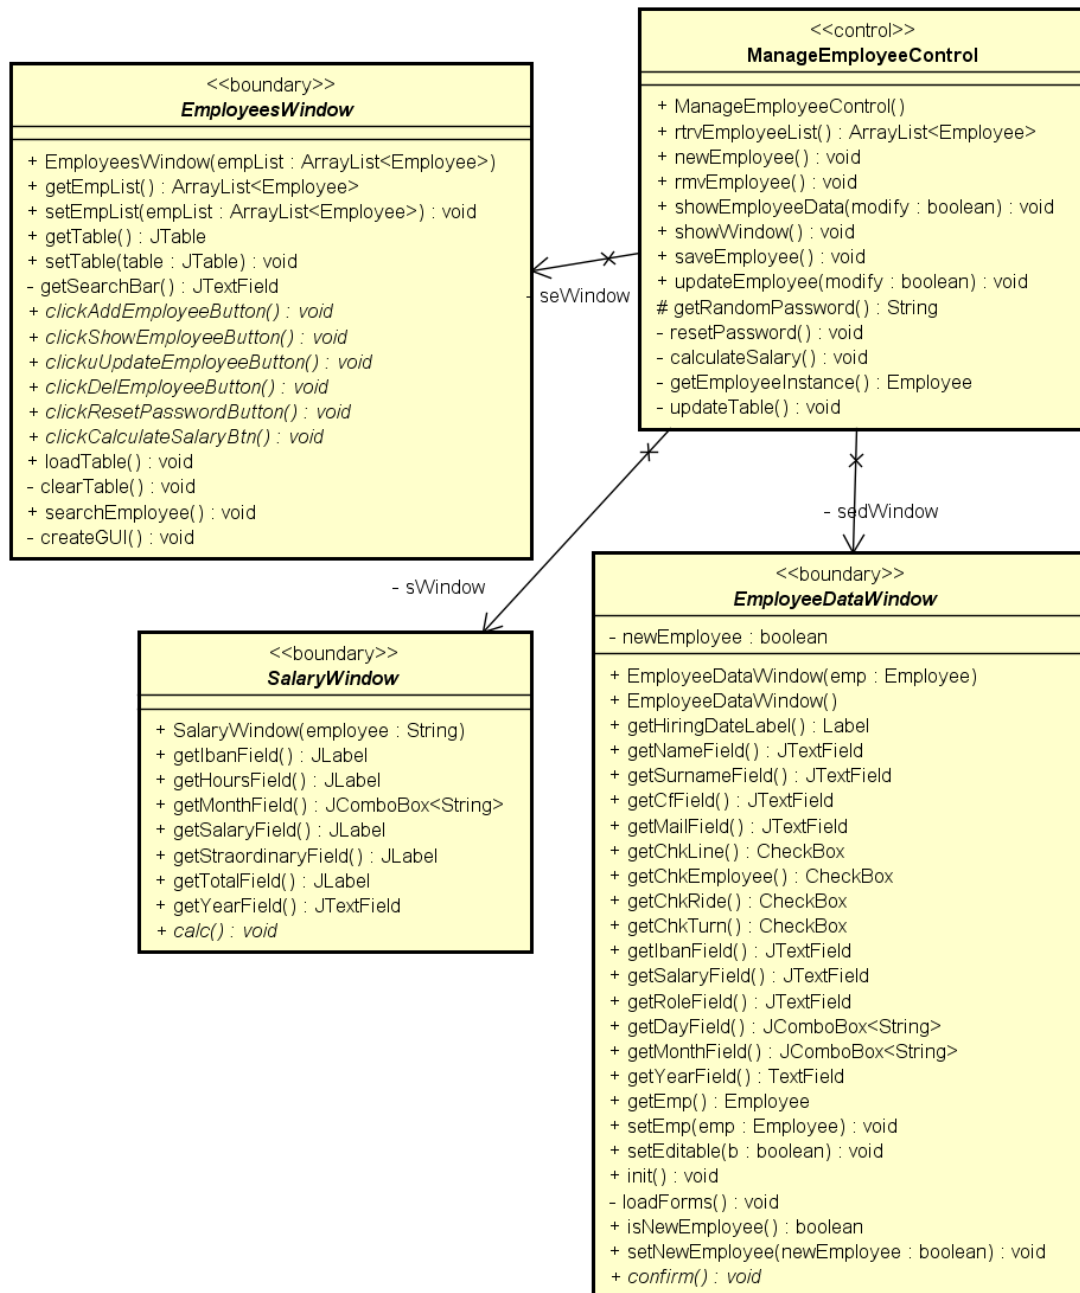 <<control>>
ManageEmployeeControl
+ ManageEmployeeControl()
+ rtrvEmployeeList() : ArrayList<Employee>
+ newEmployee() : void
+ rmvEmployee() : void
+ showEmployeeData(modify : boolean) : void
+ showWindow() : void
+ saveEmployee() : void
+ updateEmployee(modify : boolean) : void
# getRandomPassword() : String
- resetPassword() : void
- calculateSalary() : void
- getEmployeeInstance() : Employee
- updateTable() : void
<<boundary>>
EmployeesWindow
+ EmployeesWindow(empList : ArrayList<Employee>)
+ getEmpList() : ArrayList<Employee>
+ setEmpList(empList : ArrayList<Employee>) : void
+ getTable() : JTable
+ setTable(table : JTable) : void
- getSearchBar() : JTextField
+ clickAddEmployeeButton() : void
+ clickShowEmployeeButton() : void
+ clickuUpdateEmployeeButton() : void
+ clickDelEmployeeButton() : void
+ clickResetPasswordButton() : void
+ clickCalculateSalaryBtn() : void
+ loadTable() : void
- clearTable() : void
+ searchEmployee() : void
- createGUI() : void
- seWindow
- sedWindow
- sWindow
<<boundary>>
SalaryWindow
+ SalaryWindow(employee : String)
+ getIbanField() : JLabel
+ getHoursField() : JLabel
+ getMonthField() : JComboBox<String>
+ getSalaryField() : JLabel
+ getStraordinaryField() : JLabel
+ getTotalField() : JLabel
+ getYearField() : JTextField
+ calc() : void
<<boundary>>
EmployeeDataWindow
- newEmployee : boolean
+ EmployeeDataWindow(emp : Employee)
+ EmployeeDataWindow()
+ getHiringDateLabel() : Label
+ getNameField() : JTextField
+ getSurnameField() : JTextField
+ getCfField() : JTextField
+ getMailField() : JTextField
+ getChkLine() : CheckBox
+ getChkEmployee() : CheckBox
+ getChkRide() : CheckBox
+ getChkTurn() : CheckBox
+ getIbanField() : JTextField
+ getSalaryField() : JTextField
+ getRoleField() : JTextField
+ getDayField() : JComboBox<String>
+ getMonthField() : JComboBox<String>
+ getYearField() : TextField
+ getEmp() : Employee
+ setEmp(emp : Employee) : void
+ setEditable(b : boolean) : void
+ init() : void
- loadForms() : void
+ isNewEmployee() : boolean
+ setNewEmployee(newEmployee : boolean) : void
+ confirm() : void